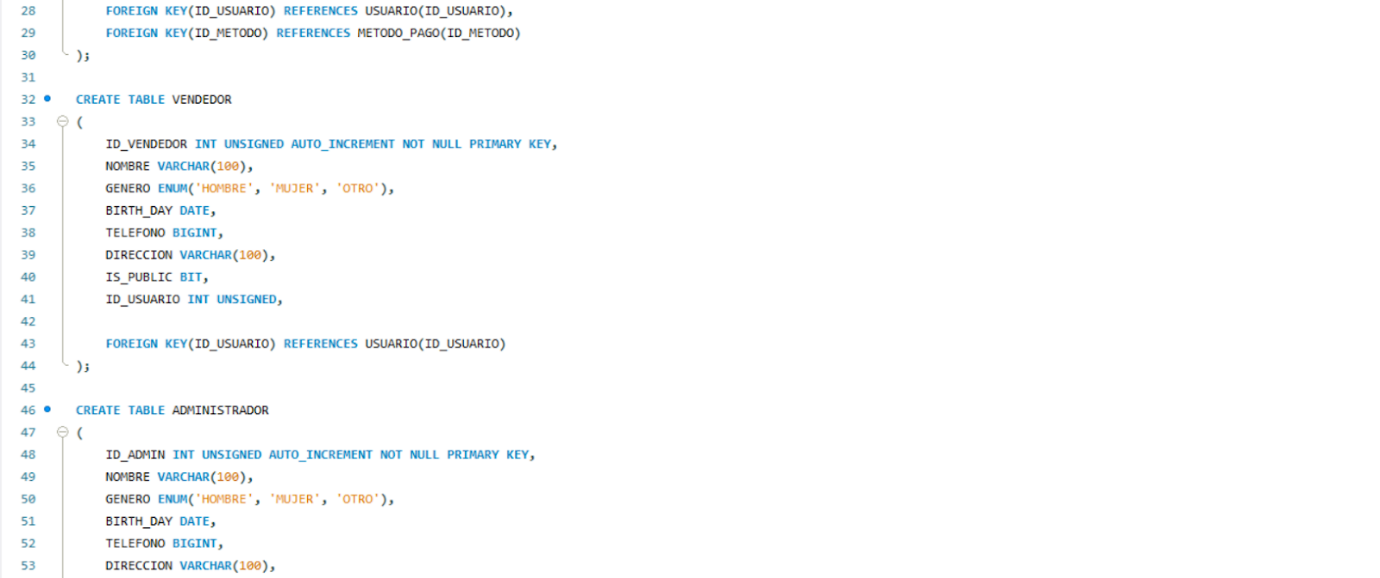 28 FOREIGN KEY(ID_USUARIO) REFERENCES USUARIO(ID_USUARIO),
29 FOREIGN KEY(ID_METODO) REFERENCES METODO_PAGO(ID_METODO)
30 );
31
32 CREATE TABLE VENDEDOR
33 (
34 ID_VENDEDOR INT UNSIGNED AUTO_INCREMENT NOT NULL PRIMARY KEY,
35 NOMBRE VARCHAR(100),
36 GENERO ENUM('HOMBRE', 'MUJER', 'OTRO'),
37 BIRTH_DAY DATE,
38 TELEFONO BIGINT,
39 DIRECCION VARCHAR(100),
40 IS_PUBLIC BIT,
41 ID_USUARIO INT UNSIGNED,
42
43 FOREIGN KEY(ID_USUARIO) REFERENCES USUARIO(ID_USUARIO)
44 );
45
46 CREATE TABLE ADMINISTRADOR
47 (
48 ID_ADMIN INT UNSIGNED AUTO_INCREMENT NOT NULL PRIMARY KEY,
49 NOMBRE VARCHAR(100),
50 GENERO ENUM('HOMBRE', 'MUJER', 'OTRO'),
51 BIRTH_DAY DATE,
52 TELEFONO BIGINT,
53 DIRECCION VARCHAR(100),